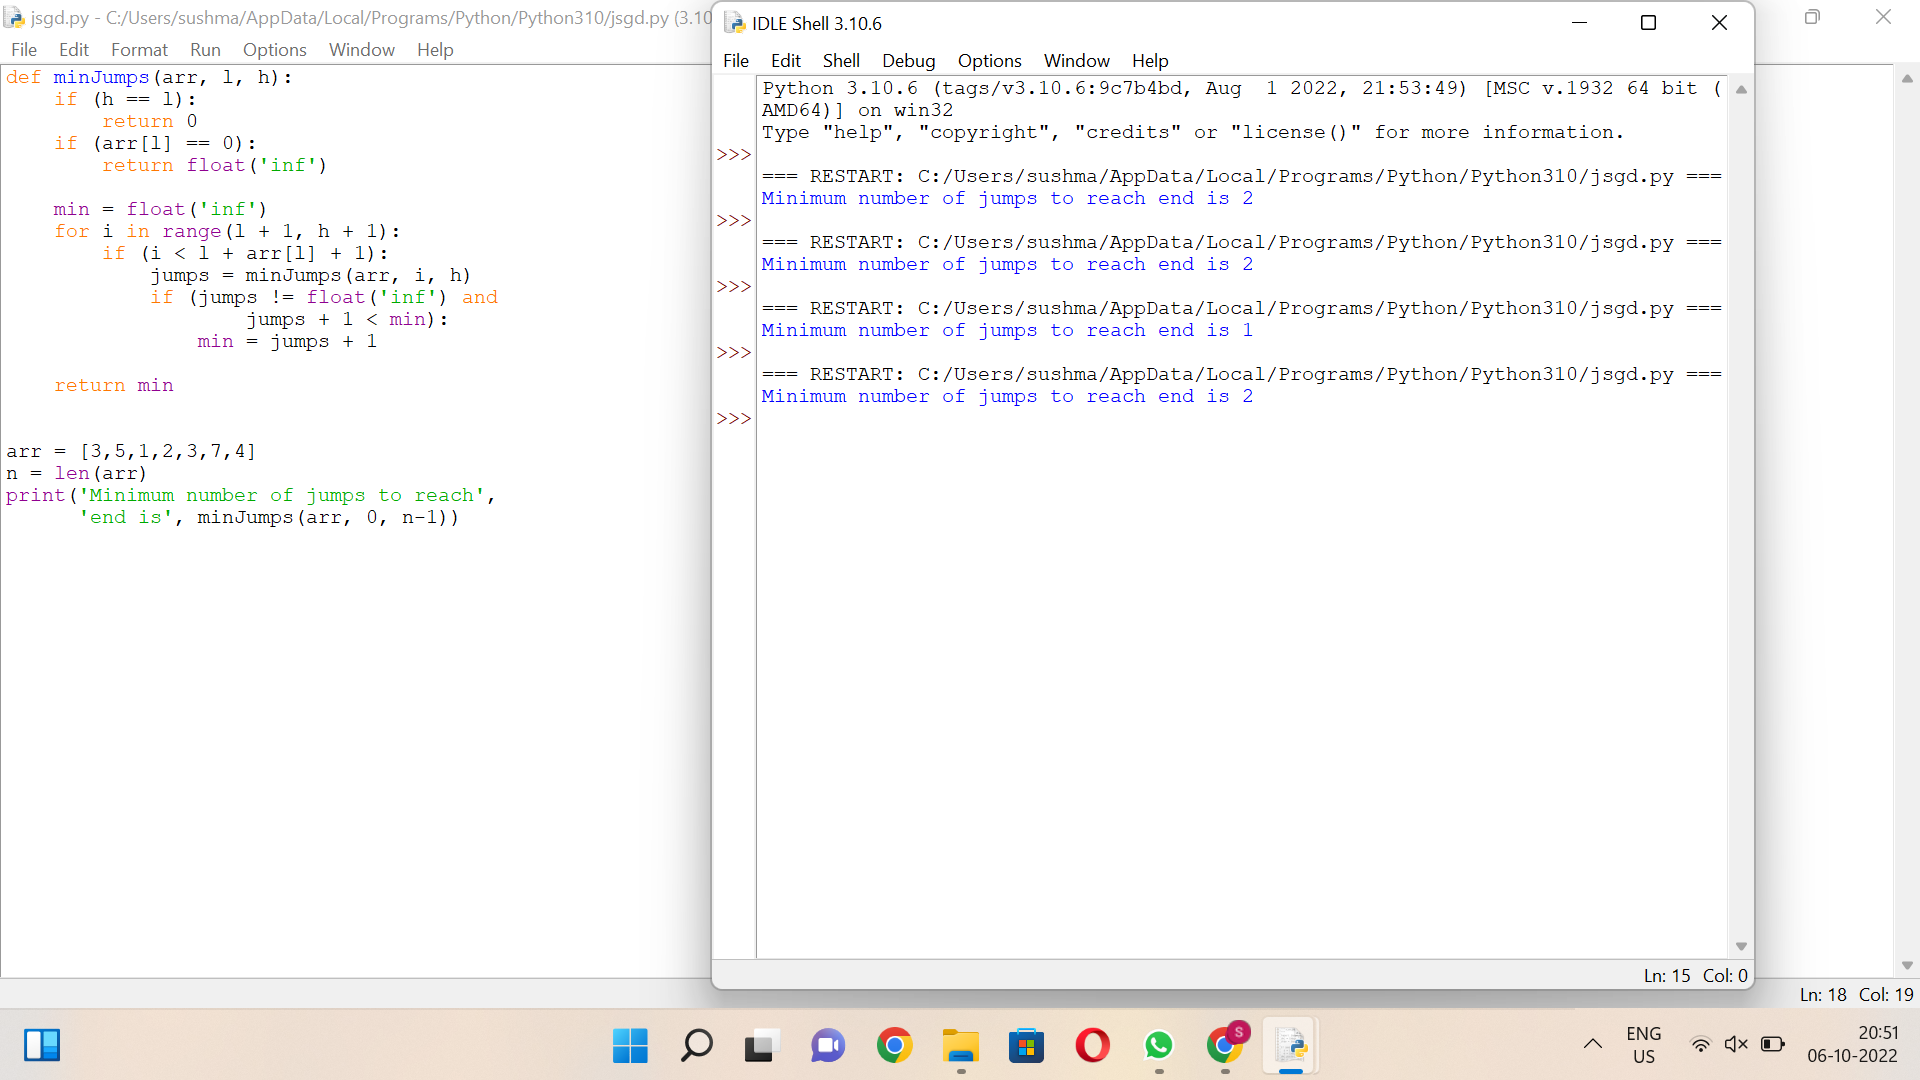 jsgd.py - C:/Users/sushma/AppData/Local/Programs/Python/Python310/jsgd.py (3.10
File Edit Format Run Options Window Help
def minJumps(arr, l, h):
    if (h == l):
        return 0
    if (arr[l] == 0):
        return float('inf')

    min = float('inf')
    for i in range(l + 1, h + 1):
        if (i < l + arr[l] + 1):
            jumps = minJumps(arr, i, h)
            if (jumps != float('inf') and
                    jumps + 1 < min):
                min = jumps + 1

    return min

arr = [3,5,1,2,3,7,4]
n = len(arr)
print('Minimum number of jumps to reach',
      'end is', minJumps(arr, 0, n-1))
Ln: 18 Col: 19
IDLE Shell 3.10.6
File Edit Shell Debug Options Window Help
Python 3.10.6 (tags/v3.10.6:9c7b4bd, Aug  1 2022, 21:53:49) [MSC v.1932 64 bit (
AMD64)] on win32
Type "help", "copyright", "credits" or "license()" for more information.
>>>
=== RESTART: C:/Users/sushma/AppData/Local/Programs/Python/Python310/jsgd.py ===
Minimum number of jumps to reach end is 2
>>>
=== RESTART: C:/Users/sushma/AppData/Local/Programs/Python/Python310/jsgd.py ===
Minimum number of jumps to reach end is 2
>>>
=== RESTART: C:/Users/sushma/AppData/Local/Programs/Python/Python310/jsgd.py ===
Minimum number of jumps to reach end is 1
>>>
=== RESTART: C:/Users/sushma/AppData/Local/Programs/Python/Python310/jsgd.py ===
Minimum number of jumps to reach end is 2
>>>
Ln: 15 Col: 0
S
ENG
US
20:51
06-10-2022